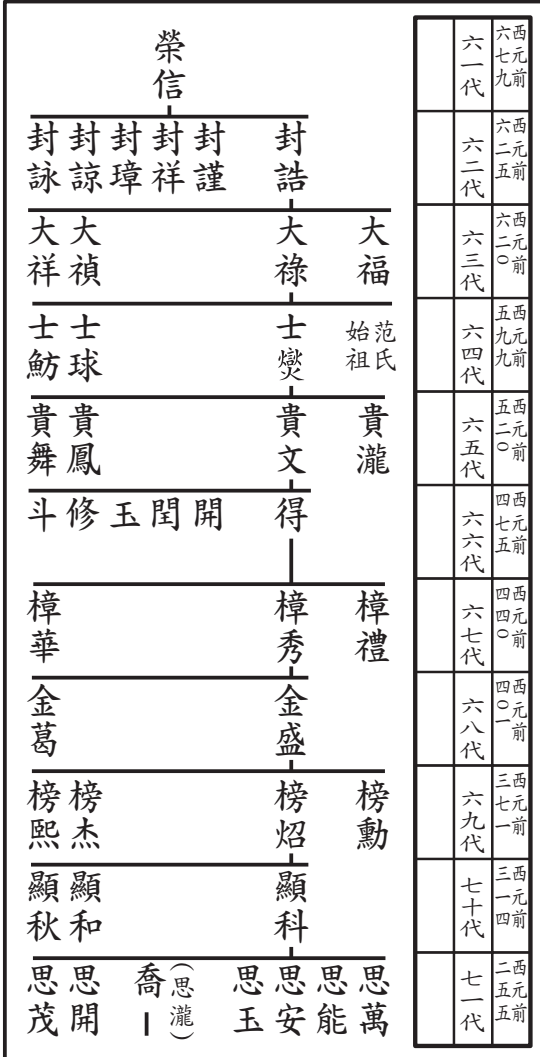 西元前六七九
六一代
榮信
西元前六二五
六二代
封誥
封謹
封祥
封璋
封諒
封詠
西元前六二0
六三代
大福
大祿
大禎
大祥
西元前五九九
六四代
范氏始祖
士燮
士球
士魴
西元前五二0
六五代
貴瀧
貴文
貴鳳
貴舞
西元前四七五
六六代
得
開
閏
玉
修
斗
西元前四四0
六七代
樟禮
樟秀
樟華
西元前四0一
六八代
金盛
金葛
西元前三七一
六九代
榜勳
榜炤
榜杰
榜熙
西元前三一四
七十代
顯科
顯和
顯秋
西元前二五五
七一代
思萬
思能
思安
思玉
(思瀧)
喬
思開
思茂